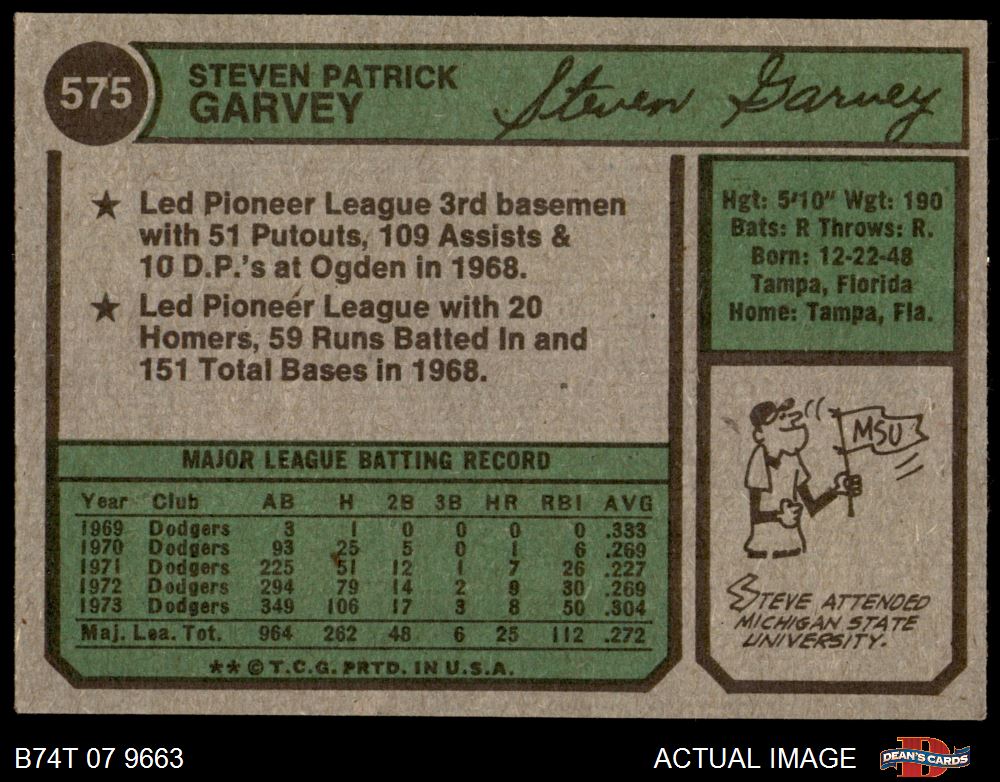 575
STEVEN PATRICK
GARVEY
Steven Garvey
★ Led Pioneer League 3rd basemen
with 51 Putouts, 109 Assists &
10 D.P.'s at Ogden in 1968.
★ Led Pioneer League with 20
Homers, 59 Runs Batted In and
151 Total Bases in 1968.
Hgt: 5'10" Wgt: 190
Bats: R Throws: R.
Born: 12-22-48
Tampa, Florida
Home: Tampa, Fla.
MAJOR LEAGUE BATTING RECORD
Year Club AB H 2B 3B HR RBI AVG
1969 Dodgers 3 1 0 0 0 0 .333
1970 Dodgers 93 25 5 0 1 6 .269
1971 Dodgers 225 51 12 1 7 26 .227
1972 Dodgers 294 79 14 2 9 30 .269
1973 Dodgers 349 106 17 3 8 50 .304
Maj. Lea. Tot. 964 262 48 6 25 112 .272
** © T.C.G. PRTD. IN U.S.A.
MSU
STEVE ATTENDED
MICHIGAN STATE
UNIVERSITY.
B74T 07 9663
ACTUAL IMAGE
DEAN'S CARDS